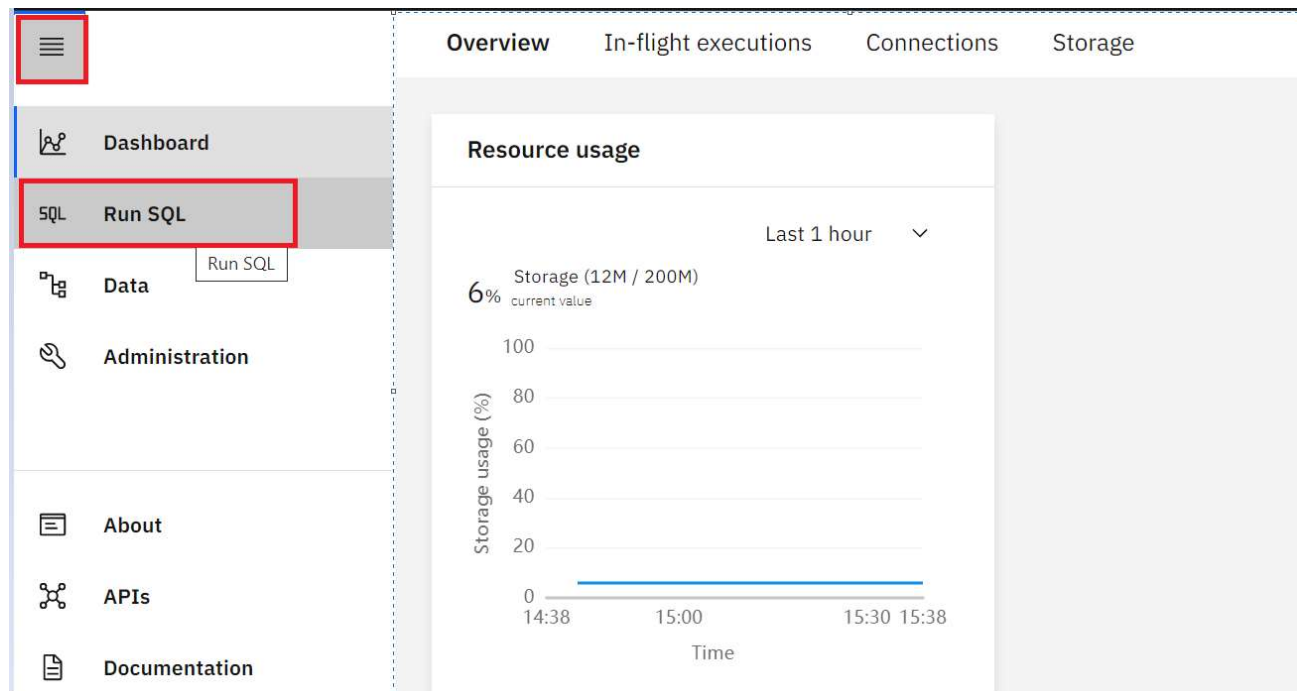 Overview In-flight executions Connections Storage
Dashboard
SQL Run SQL
Run SQL
Data
Administration
About
APIs
Documentation
Resource usage
Last 1 hour
6% Storage (12M / 200M)
current value
100
80
60
40
20
0
Storage usage (%)
14:38 15:00 15:30 15:38
Time